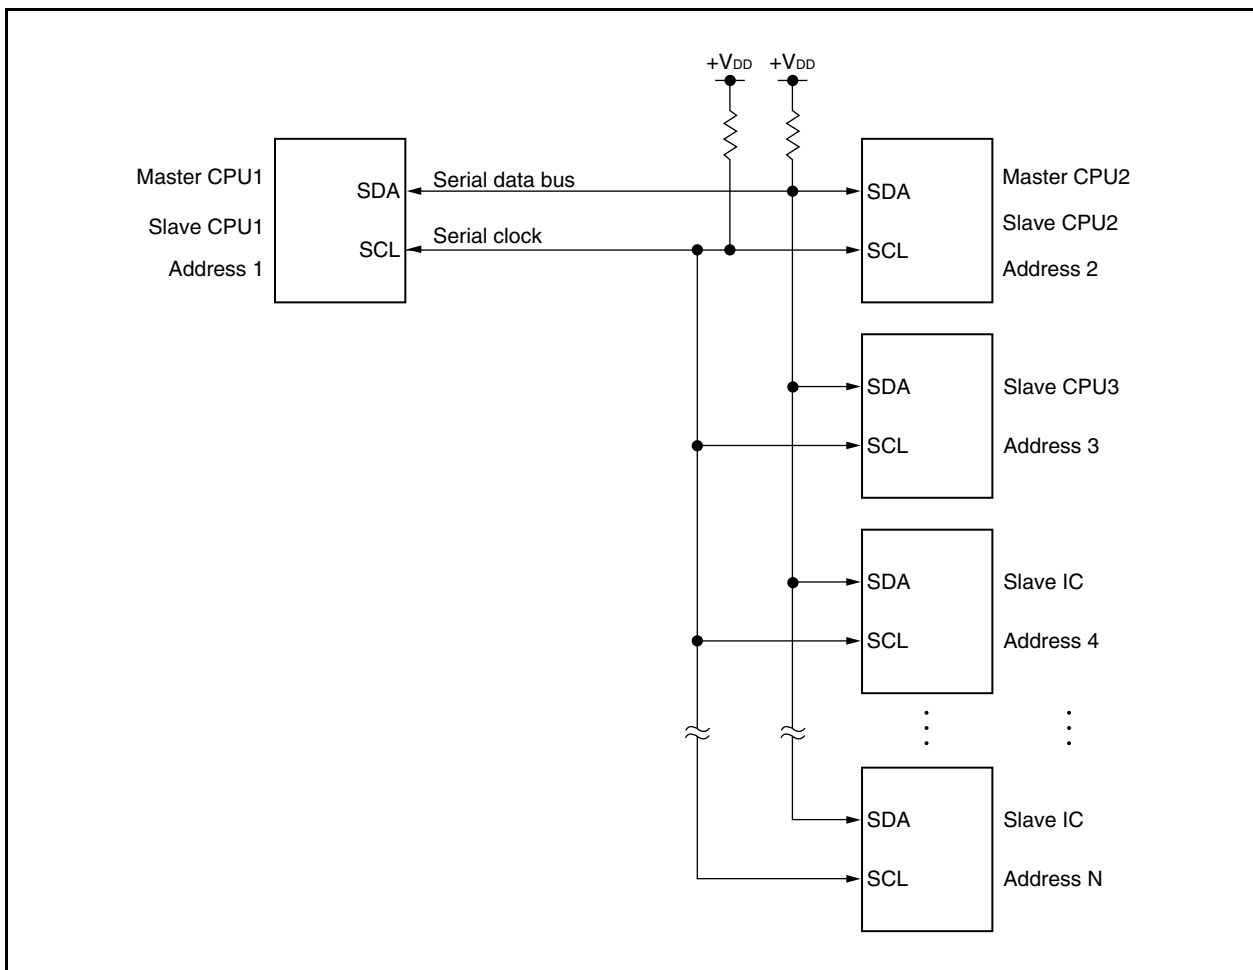 +VDD +VDD
Master CPU1
Slave CPU1
Address 1
SDA
SCL
Serial data bus
Serial clock
SDA
SCL
Master CPU2
Slave CPU2
Address 2
SDA
SCL
Slave CPU3
Address 3
SDA
SCL
Slave IC
Address 4
SDA
SCL
Slave IC
Address N